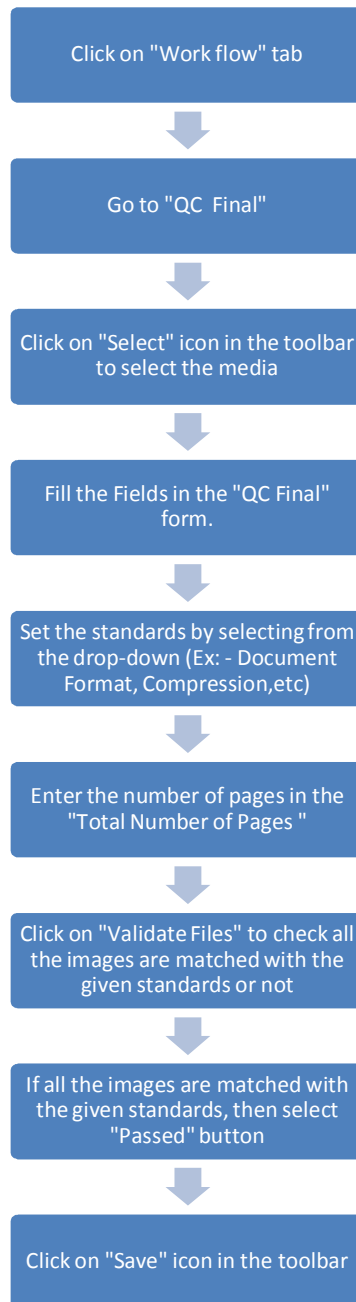 Click on "Work flow" tab
Go to "QC Final"
Click on "Select" icon in the toolbar
to select the media
Fill the Fields in the "QC Final"
form.
Set the standards by selecting from
the drop-down (Ex: - Document
Format, Compression,etc)
Enter the number of pages in the
"Total Number of Pages "
Click on "Validate Files" to check all
the images are matched with the
given standards or not
If all the images are matched with
the given standards, then select
"Passed" button
Click on "Save" icon in the toolbar